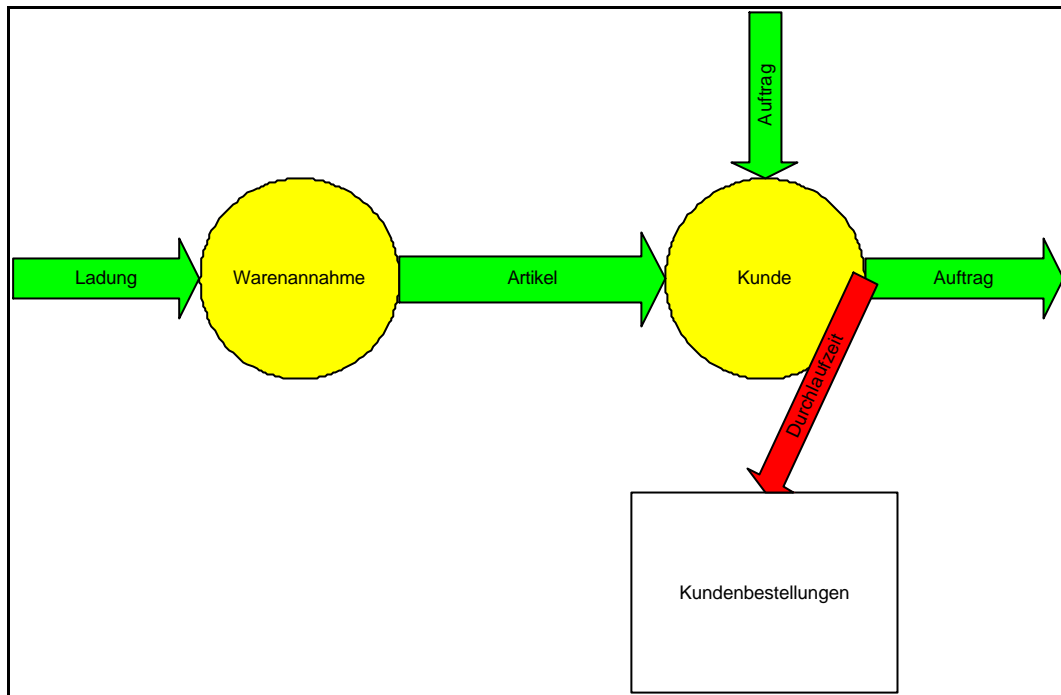 Auftrag
Ladung
Warenannahme
Artikel
Kunde
Auftrag
Durchlaufzeit
Kundenbestellungen